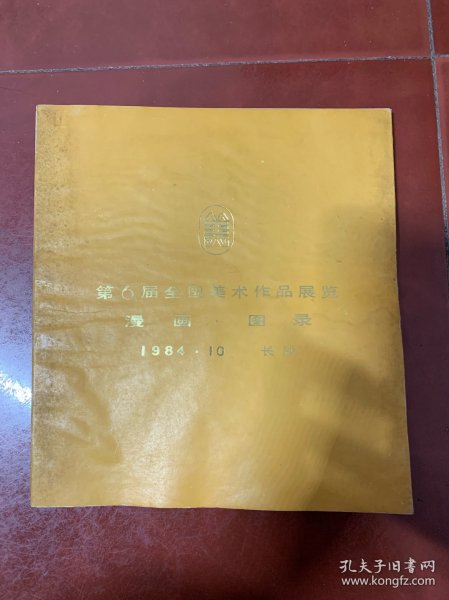 第6届全国美术作品展览
漫画·图录
1984·10 长
孔夫子旧书网
www.kongfz.com